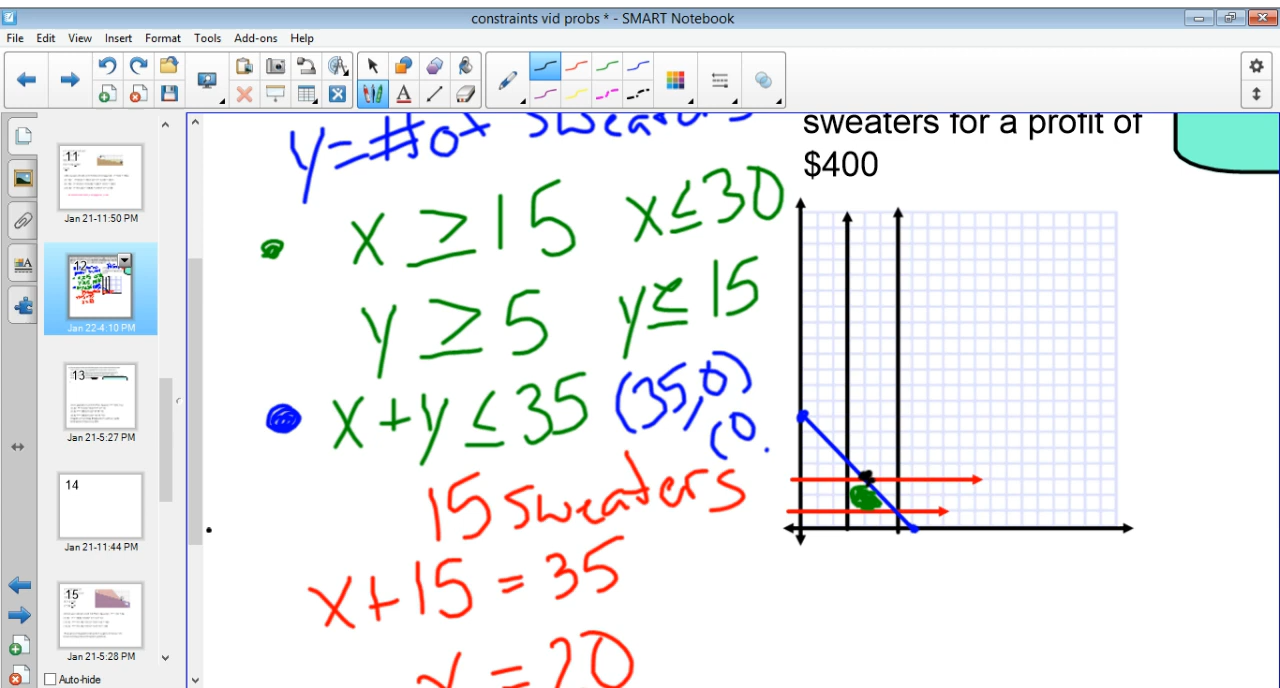 constraints vid probs * - SMART Notebook
File Edit View Insert Format Tools Add-ons Help
y=#of sweaters
sweaters for a profit of
$400
x ≥ 15 x ≤ 30
y ≥ 5 y ≤ 15
x+y ≤ 35 (35,0)
(0.
15 sweaters
x+15=35
x=20
11
Jan 21-11:50 PM
12
Jan 22-4:10 PM
13
Jan 21-5:27 PM
14
Jan 21-11:44 PM
15
Jan 21-5:28 PM
Auto-hide